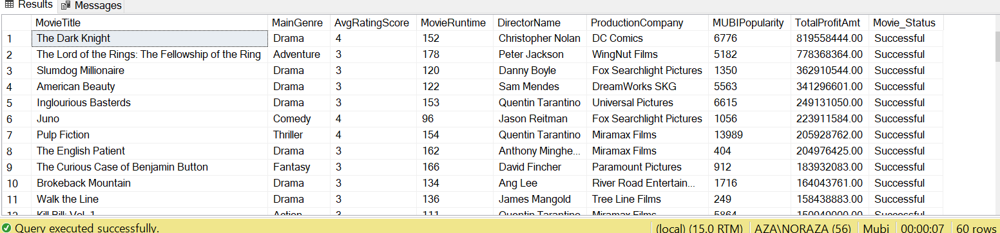 Results Messages
MovieTitle MainGenre AvgRatingScore MovieRuntime DirectorName ProductionCompany MUBIPopularity TotalProfitAmt Movie_Status
1 The Dark Knight Drama 4 152 Christopher Nolan DC Comics 6776 819558444.00 Successful
2 The Lord of the Rings: The Fellowship of the Ring Adventure 3 178 Peter Jackson WingNut Films 5182 778368364.00 Successful
3 Slumdog Millionaire Drama 3 120 Danny Boyle Fox Searchlight Pictures 1350 362910544.00 Successful
4 American Beauty Drama 3 122 Sam Mendes DreamWorks SKG 5563 341296601.00 Successful
5 Inglourious Basterds Drama 3 153 Quentin Tarantino Universal Pictures 6615 249131050.00 Successful
6 Juno Comedy 4 96 Jason Reitman Fox Searchlight Pictures 1056 223911584.00 Successful
7 Pulp Fiction Thriller 4 154 Quentin Tarantino Miramax Films 13989 205928762.00 Successful
8 The English Patient Drama 3 162 Anthony Minghe... Miramax Films 404 204976425.00 Successful
9 The Curious Case of Benjamin Button Fantasy 3 166 David Fincher Paramount Pictures 912 183932083.00 Successful
10 Brokeback Mountain Drama 3 134 Ang Lee River Road Entertain... 1716 164043761.00 Successful
11 Walk the Line Drama 3 136 James Mangold Tree Line Films 249 158438883.00 Successful
12 Kill Bill: Vol. 1 Action 3 111 Quentin Tarantino Miramax Films 5864 Successful
Query executed successfully. (local) (15.0 RTM) AZA\NORAZA (56) Mubi 00:00:07 60 rows